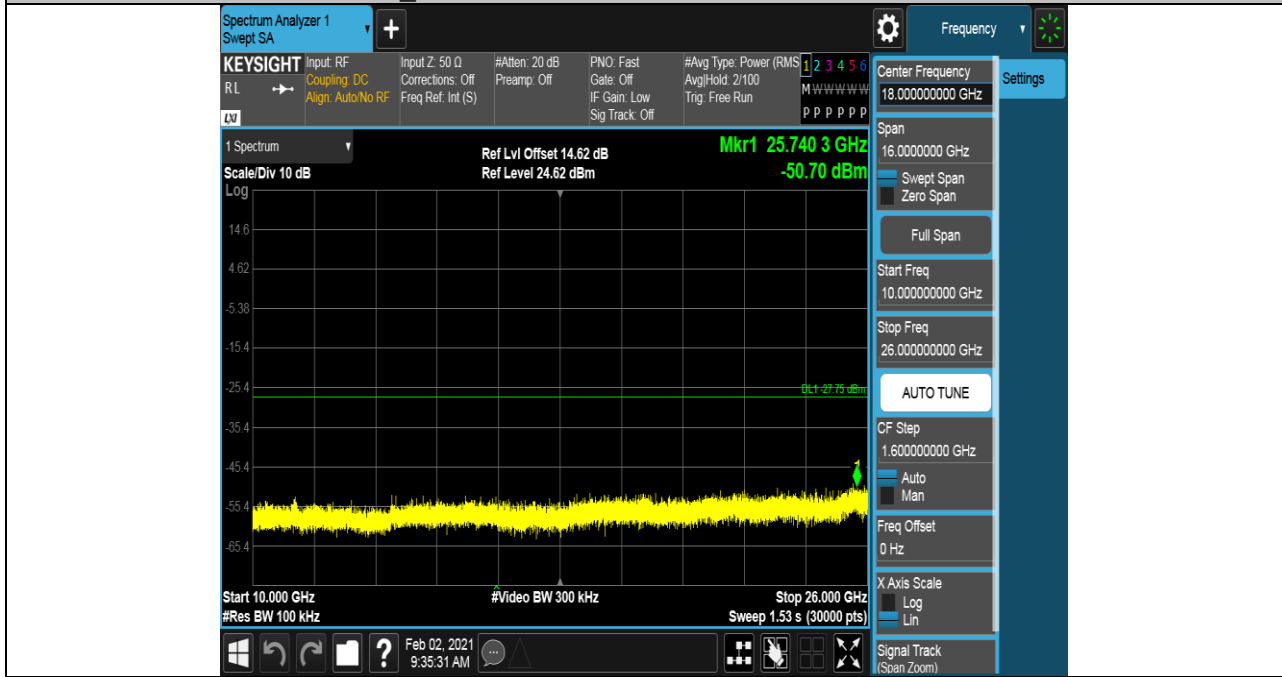 Spectrum Analyzer 1
Swept SA
+
Frequency
KEYSIGHT
RL
LXI
Input: RF
Coupling: DC
Align: Auto/No RF
Input Z: 50 Ω
Corrections: Off
Freq Ref: Int (S)
#Atten: 20 dB
Preamp: Off
PNO: Fast
Gate: Off
IF Gain: Low
Sig Track: Off
#Avg Type: Power (RMS
Avg|Hold: 2/100
Trig: Free Run
1 2 3 4 5 6
M W W W W W
P P P P P P
1 Spectrum
Scale/Div 10 dB
Log
Ref Lvl Offset 14.62 dB
Ref Level 24.62 dBm
Mkr1 25.740 3 GHz
-50.70 dBm
14.6
4.62
-5.38
-15.4
-25.4
DL1 -27.75 dBm
-35.4
-45.4
1
-55.4
-65.4
Start 10.000 GHz
#Video BW 300 kHz
Stop 26.000 GHz
#Res BW 100 kHz
Sweep 1.53 s (30000 pts)
Center Frequency
18.000000000 GHz
Settings
Span
16.0000000 GHz
Swept Span
Zero Span
Full Span
Start Freq
10.000000000 GHz
Stop Freq
26.000000000 GHz
AUTO TUNE
CF Step
1.600000000 GHz
Auto
Man
Freq Offset
0 Hz
X Axis Scale
Log
Lin
Signal Track
(Span Zoom)
?
Feb 02, 2021
9:35:31 AM